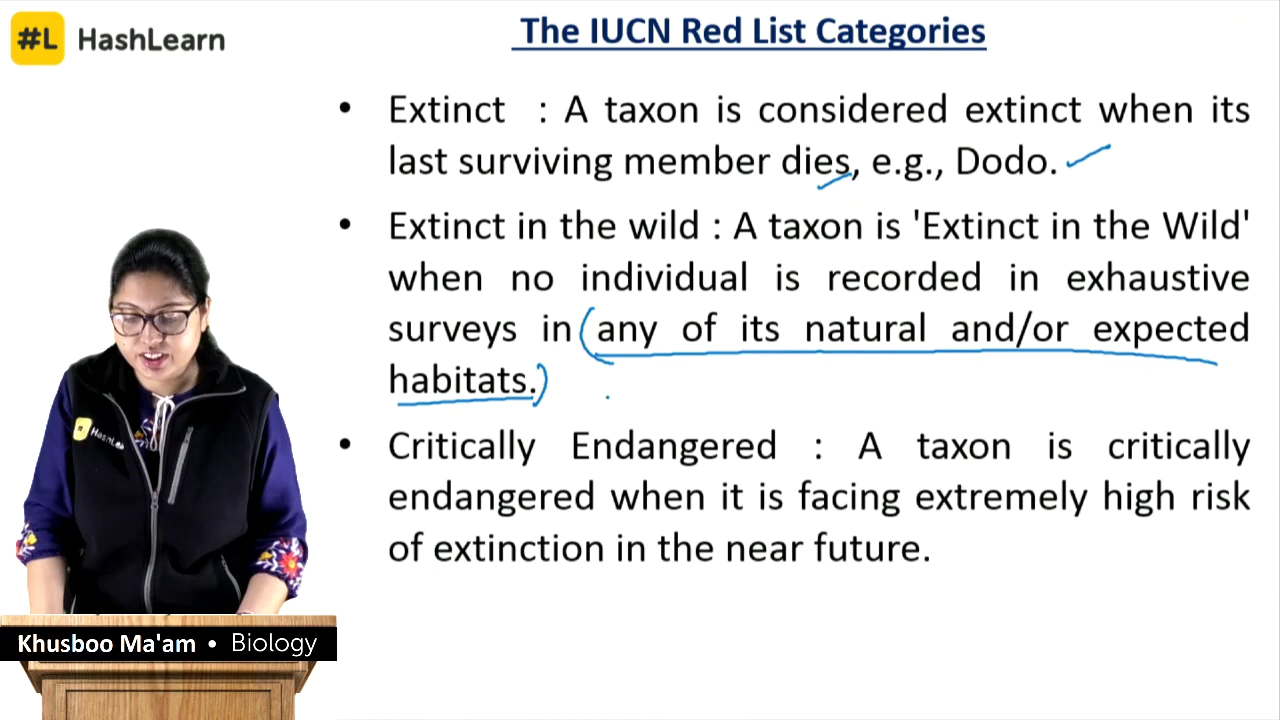 #L HashLearn
The IUCN Red List Categories
• Extinct : A taxon is considered extinct when its
last surviving member dies, e.g., Dodo.
• Extinct in the wild : A taxon is 'Extinct in the Wild'
when no individual is recorded in exhaustive
surveys in (any of its natural and/or expected
habitats.)
• Critically Endangered : A taxon is critically
endangered when it is facing extremely high risk
of extinction in the near future.
HashLea
Khusboo Ma'am • Biology